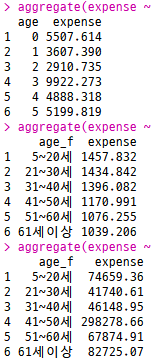 > aggregate(expense ~
age expense
1 0 5507.614
2 1 3607.390
3 2 2910.735
4 3 9922.273
5 4 4888.318
6 5 5199.819
> aggregate(expense ~
age_f expense
1 5~20세 1457.832
2 21~30세 1434.842
3 31~40세 1396.082
4 41~50세 1170.991
5 51~60세 1076.255
6 61세이상 1039.206
> aggregate(expense ~
age_f expense
1 5~20세 74659.36
2 21~30세 41740.61
3 31~40세 46148.95
4 41~50세 298278.66
5 51~60세 67874.91
6 61세이상 82725.07